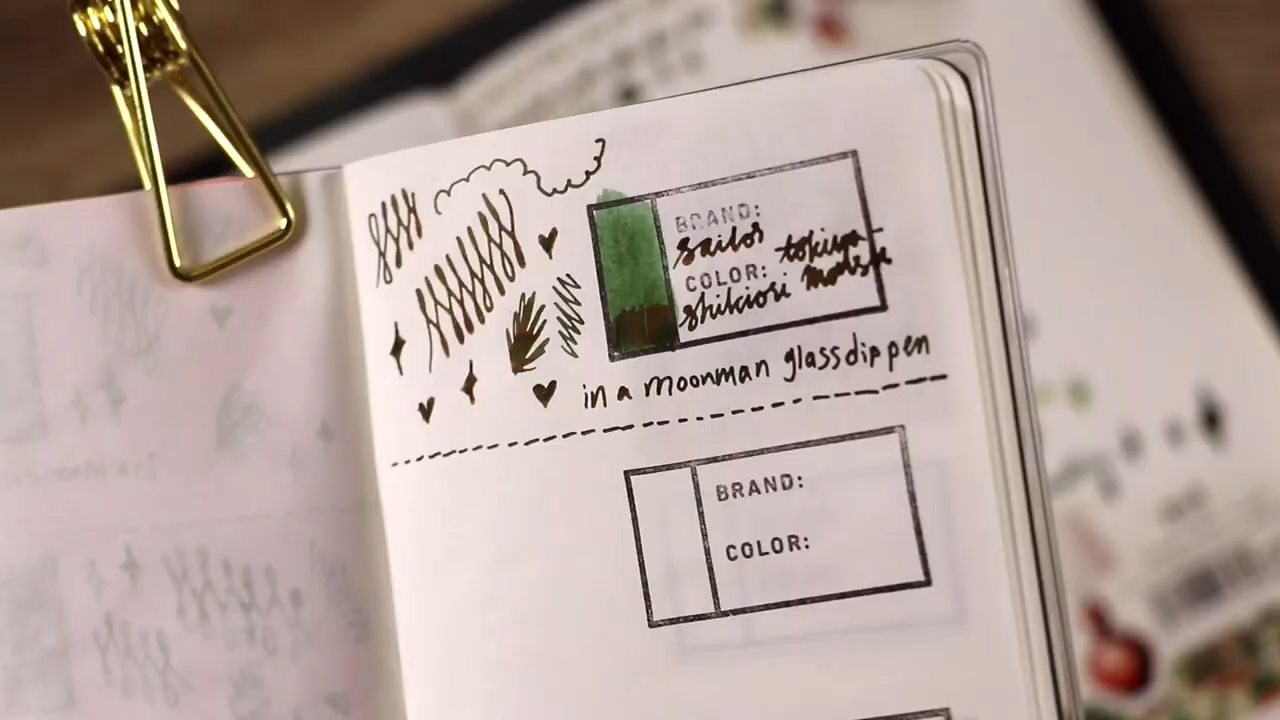 BRAND:
Sailor tokiwa-
COLOR:
Shikiori matsu
in a moonman glass dip pen
BRAND:
COLOR: